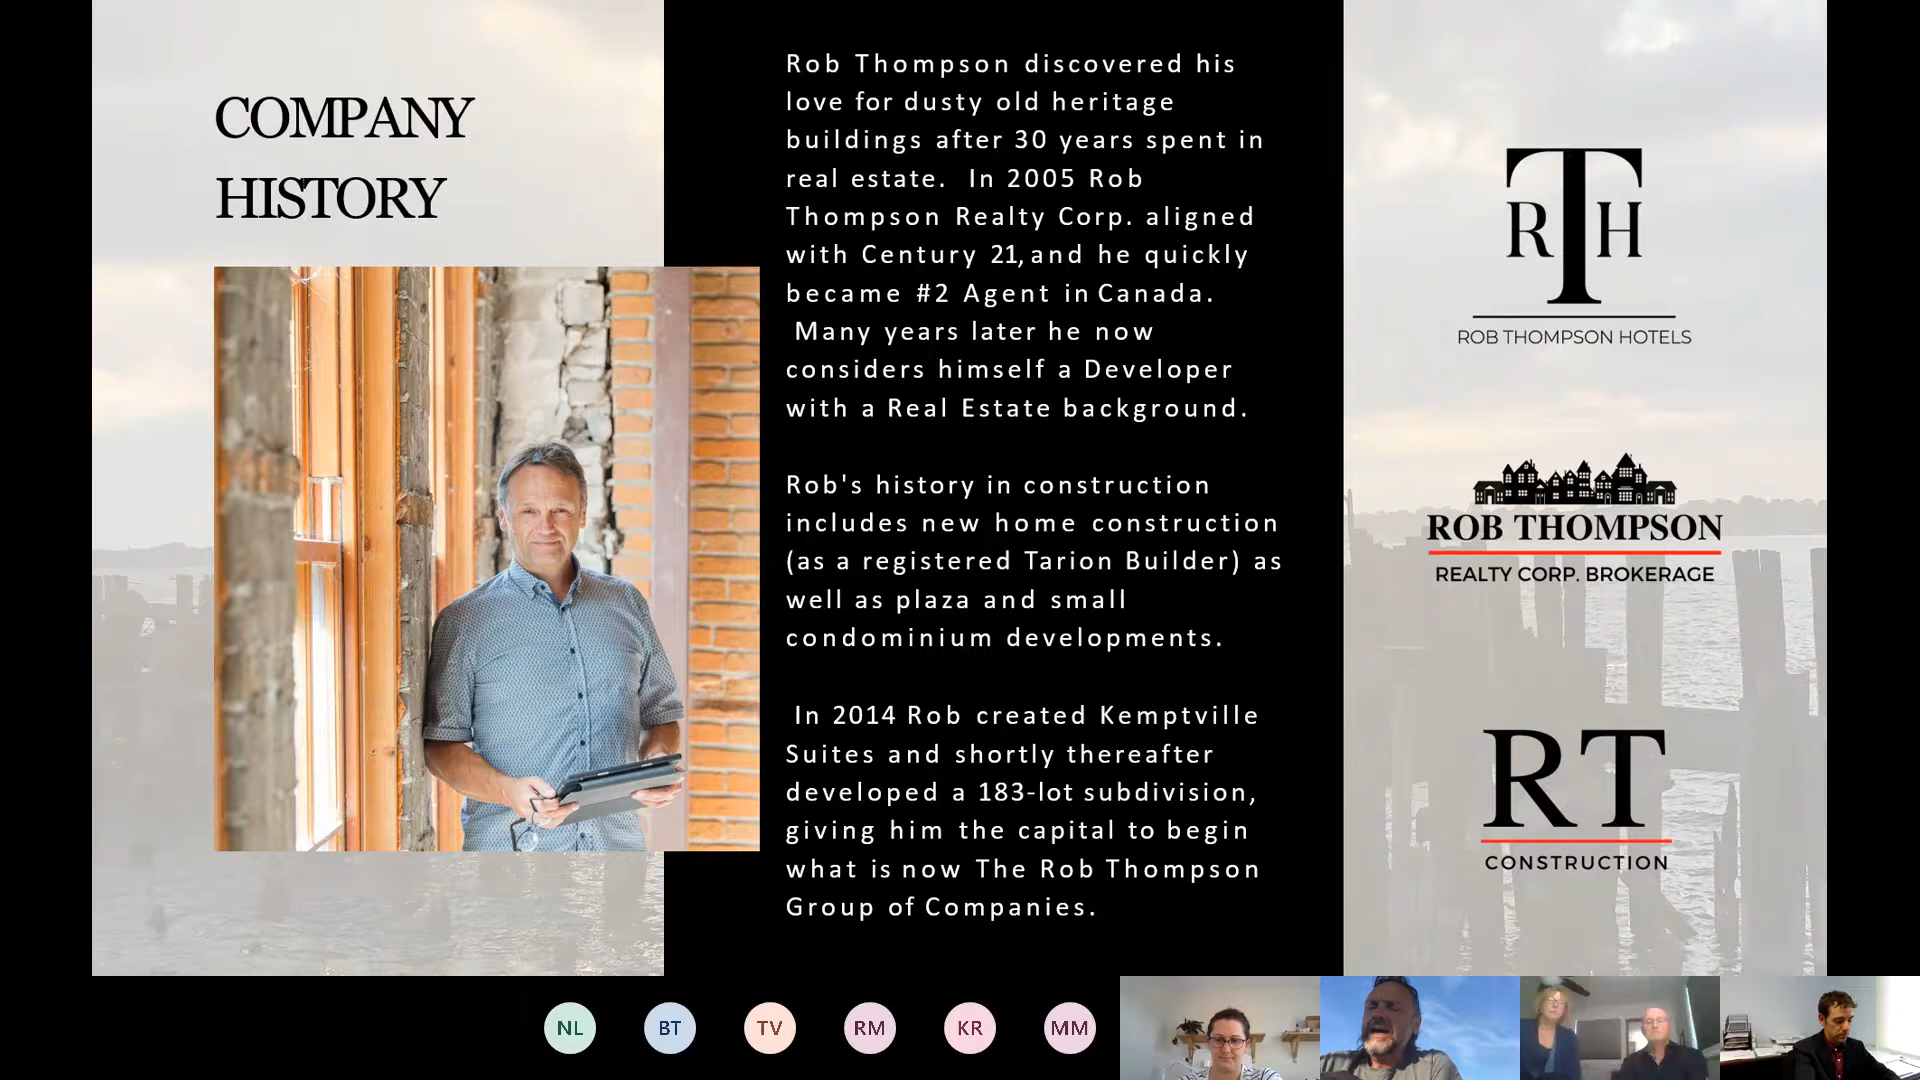 COMPANY
HISTORY
Rob Thompson discovered his
love for dusty old heritage
buildings after 30 years spent in
real estate.  In 2005 Rob
Thompson Realty Corp. aligned
with Century 21, and he quickly
became #2 Agent in Canada.
Many years later he now
considers himself a Developer
with a Real Estate background.
Rob's history in construction
includes new home construction
(as a registered Tarion Builder) as
well as plaza and small
condominium developments.
In 2014 Rob created Kemptville
Suites and shortly thereafter
developed a 183-lot subdivision,
giving him the capital to begin
what is now The Rob Thompson
Group of Companies.
RTH
ROB THOMPSON HOTELS
ROB THOMPSON
REALTY CORP. BROKERAGE
RT
CONSTRUCTION
NL BT TV RM KR MM